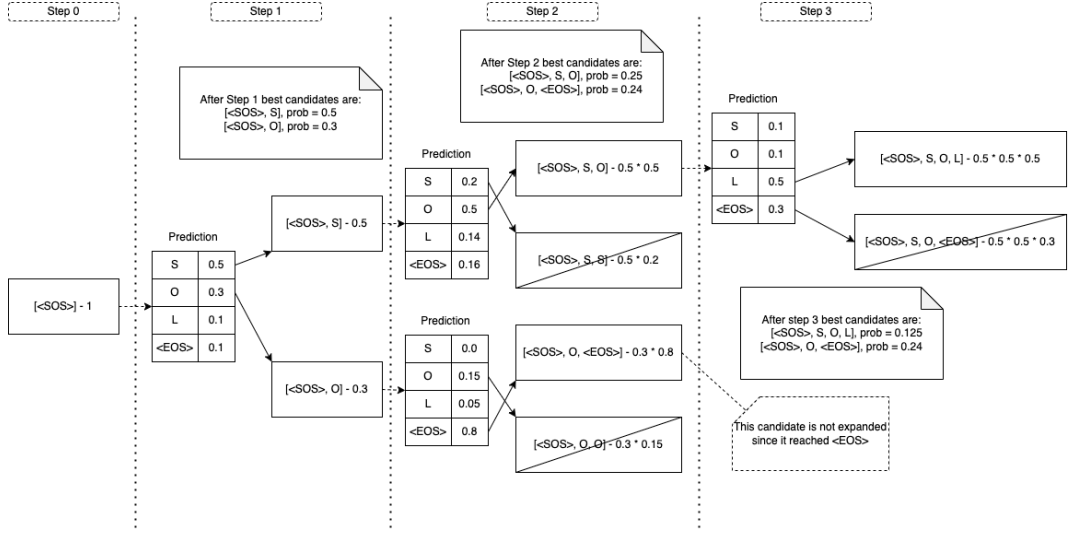 Step 0
Step 1
Step 2
Step 3
After Step 1 best candidates are:
[<SOS>, S], prob = 0.5
[<SOS>, O], prob = 0.3
After Step 2 best candidates are:
[<SOS>, S, O], prob = 0.25
[<SOS>, O, <EOS>], prob = 0.24
[<SOS>] - 1
Prediction
S 0.5
O 0.3
L 0.1
<EOS> 0.1
[<SOS>, S] - 0.5
[<SOS>, O] - 0.3
Prediction
S 0.2
O 0.5
L 0.14
<EOS> 0.16
[<SOS>, S, O] - 0.5 * 0.5
[<SOS>, S, S] - 0.5 * 0.2
Prediction
S 0.0
O 0.15
L 0.05
<EOS> 0.8
[<SOS>, O, <EOS>] - 0.3 * 0.8
[<SOS>, O, O] - 0.3 * 0.15
Prediction
S 0.1
O 0.1
L 0.5
<EOS> 0.3
[<SOS>, S, O, L] - 0.5 * 0.5 * 0.5
[<SOS>, S, O, <EOS>] - 0.5 * 0.5 * 0.3
After step 3 best candidates are:
[<SOS>, S, O, L], prob = 0.125
[<SOS>, O, <EOS>], prob = 0.24
This candidate is not expanded
since it reached <EOS>